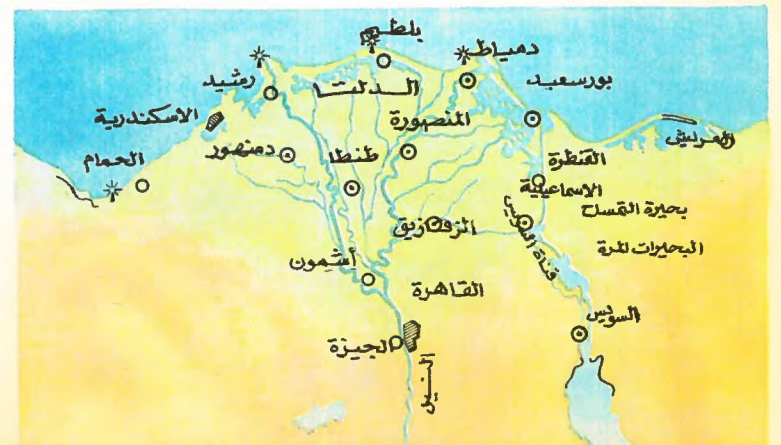 بلطيم
دمياط
رشيد
الدلتا
بورسعيد
الأسكندرية
المنصورة
العريش
الحمام
دمنهور
طنطا
القنطرة
الاسماعيلية
بحيرة التمساح
الزقازيق
قناة السويس
البحيرات المرة
أشمون
القاهرة
السويس
الجيزة
النيل